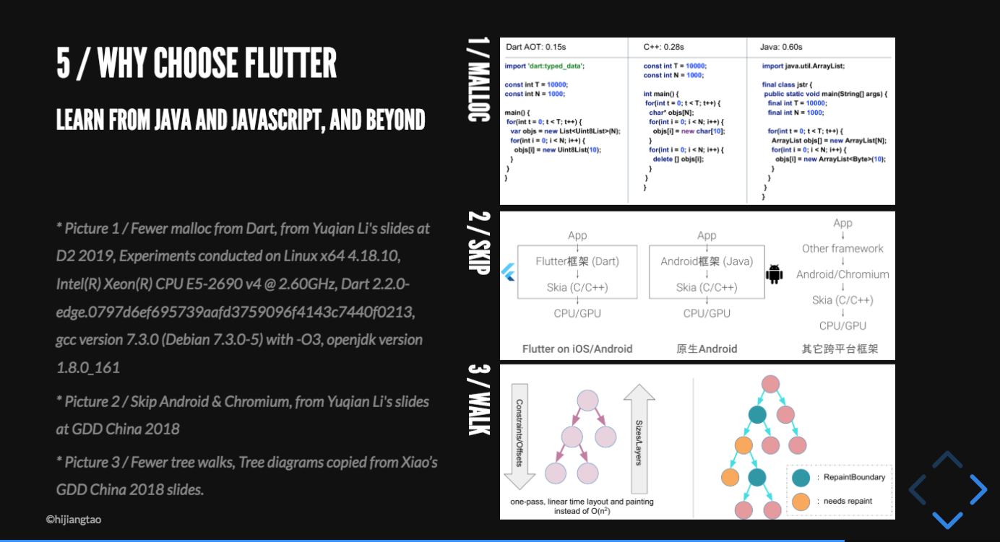 5 / WHY CHOOSE FLUTTER
LEARN FROM JAVA AND JAVASCRIPT, AND BEYOND
* Picture 1 / Fewer malloc from Dart, from Yuqian Li's slides at
D2 2019, Experiments conducted on Linux x64 4.18.10,
Intel(R) Xeon(R) CPU E5-2690 v4 @ 2.60GHz, Dart 2.2.0-
edge.0797d6ef695739aafd3759096f4143c7440f0213,
gcc version 7.3.0 (Debian 7.3.0-5) with -O3, openjdk version
1.8.0_161
* Picture 2 / Skip Android & Chromium, from Yuqian Li's slides
at GDD China 2018
* Picture 3 / Fewer tree walks, Tree diagrams copied from Xiao’s
GDD China 2018 slides.
©hijiangtao
1 / MALLOC
Dart AOT: 0.15s
import 'dart:typed_data';
const int T = 10000;
const int N = 1000;
main() {
for(int t = 0; t < T; t++) {
var objs = new List<Uint8List>(N);
for(int i = 0; i < N; i++) {
objs[i] = new Uint8List(10);
}
}
}
C++: 0.28s
const int T = 10000;
const int N = 1000;
int main() {
for(int t = 0; t < T; t++) {
char* objs[N];
for(int i = 0; i < N; i++) {
objs[i] = new char[10];
}
for(int i = 0; i < N; i++) {
delete [] objs[i];
}
}
}
Java: 0.60s
import java.util.ArrayList;
final class jstr {
public static void main(String[] args) {
final int T = 10000;
final int N = 1000;
for(int t = 0; t < T; t++) {
ArrayList objs[] = new ArrayList[N];
for(int i = 0; i < N; i++) {
objs[i] = new ArrayList<Byte>(10);
}
}
}
}
2 / SKIP
App
Flutter框架 (Dart)
Skia (C/C++)
CPU/GPU
Flutter on iOS/Android
App
Android框架 (Java)
Skia (C/C++)
CPU/GPU
原生Android
App
Other framework
Android/Chromium
Skia (C/C++)
CPU/GPU
其它跨平台框架
3 / WALK
Constraints/Offsets
Sizes/Layers
one-pass, linear time layout and painting
instead of O(n²)
: RepaintBoundary
: needs repaint